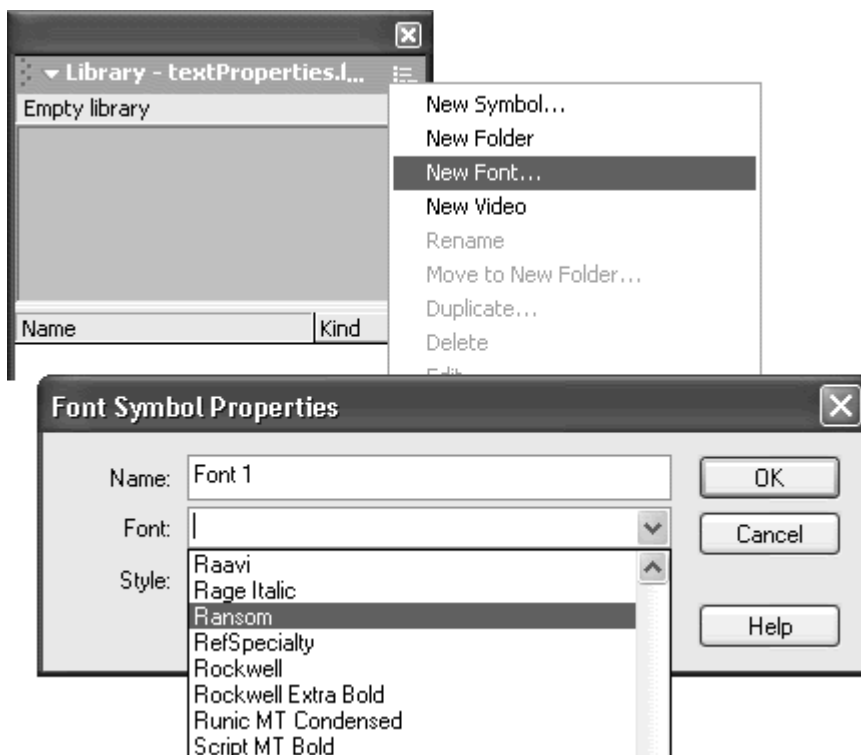 Library - textProperties.l...
Empty library
Name Kind
New Symbol...
New Folder
New Font...
New Video
Rename
Move to New Folder...
Duplicate...
Delete
Edit
Font Symbol Properties
Name: Font 1 OK
Font: Cancel
Style: Help
Raavi
Rage Italic
Ransom
RefSpecialty
Rockwell
Rockwell Extra Bold
Runic MT Condensed
Script MT Bold